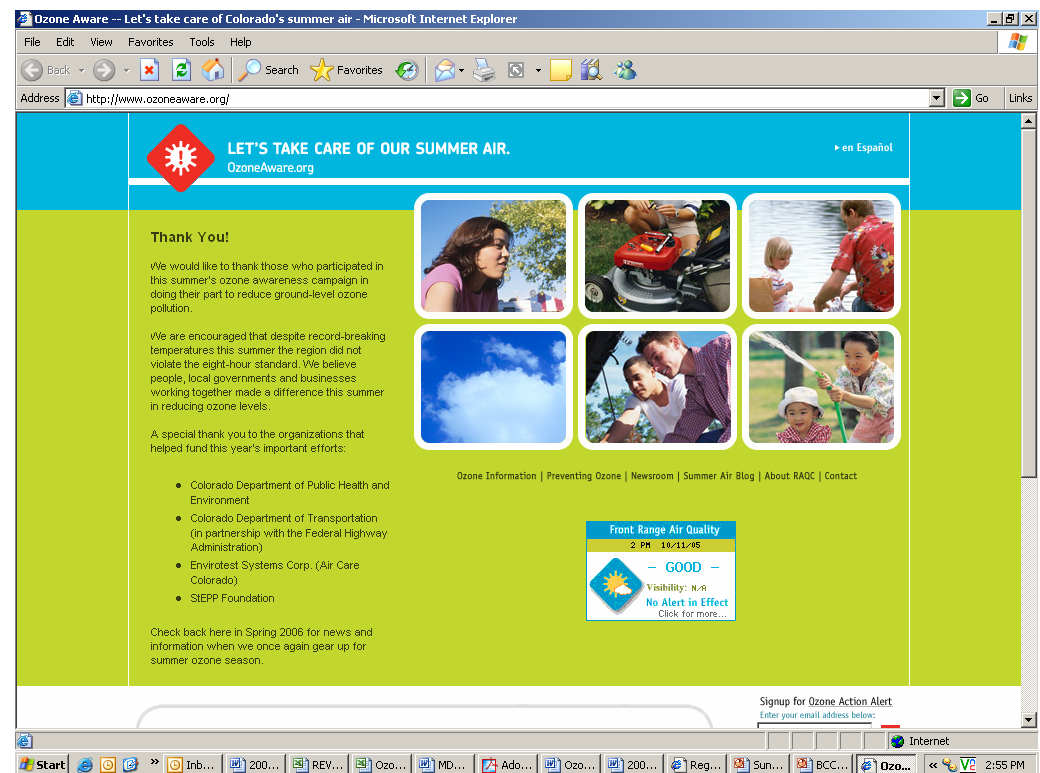 Ozone Aware -- Let's take care of Colorado's summer air - Microsoft Internet Explorer
File Edit View Favorites Tools Help
Back Search Favorites
Address http://www.ozoneaware.org/ Go Links
LET'S TAKE CARE OF OUR SUMMER AIR.
OzoneAware.org
en Español
Thank You!
We would like to thank those who participated in
this summer's ozone awareness campaign in
doing their part to reduce ground-level ozone
pollution.
We are encouraged that despite record-breaking
temperatures this summer the region did not
violate the eight-hour standard. We believe
people, local governments and businesses
working together made a difference this summer
in reducing ozone levels.
A special thank you to the organizations that
helped fund this year's important efforts:
• Colorado Department of Public Health and
Environment
• Colorado Department of Transportation
(in partnership with the Federal Highway
Administration)
• Envirotest Systems Corp. (Air Care
Colorado)
• StEPP Foundation
Check back here in Spring 2006 for news and
information when we once again gear up for
summer ozone season.
Ozone Information | Preventing Ozone | Newsroom | Summer Air Blog | About RAQC | Contact
Front Range Air Quality
2 PM 10/11/05
— GOOD —
Visibility: N/A
No Alert in Effect
Click for more...
Signup for Ozone Action Alert
Enter your email address below:
Internet
Start » Inb... 200... REV... Ozo... MD... Ado... Ozo... 200... Reg... Sun... BCC... Ozo... « 2:55 PM